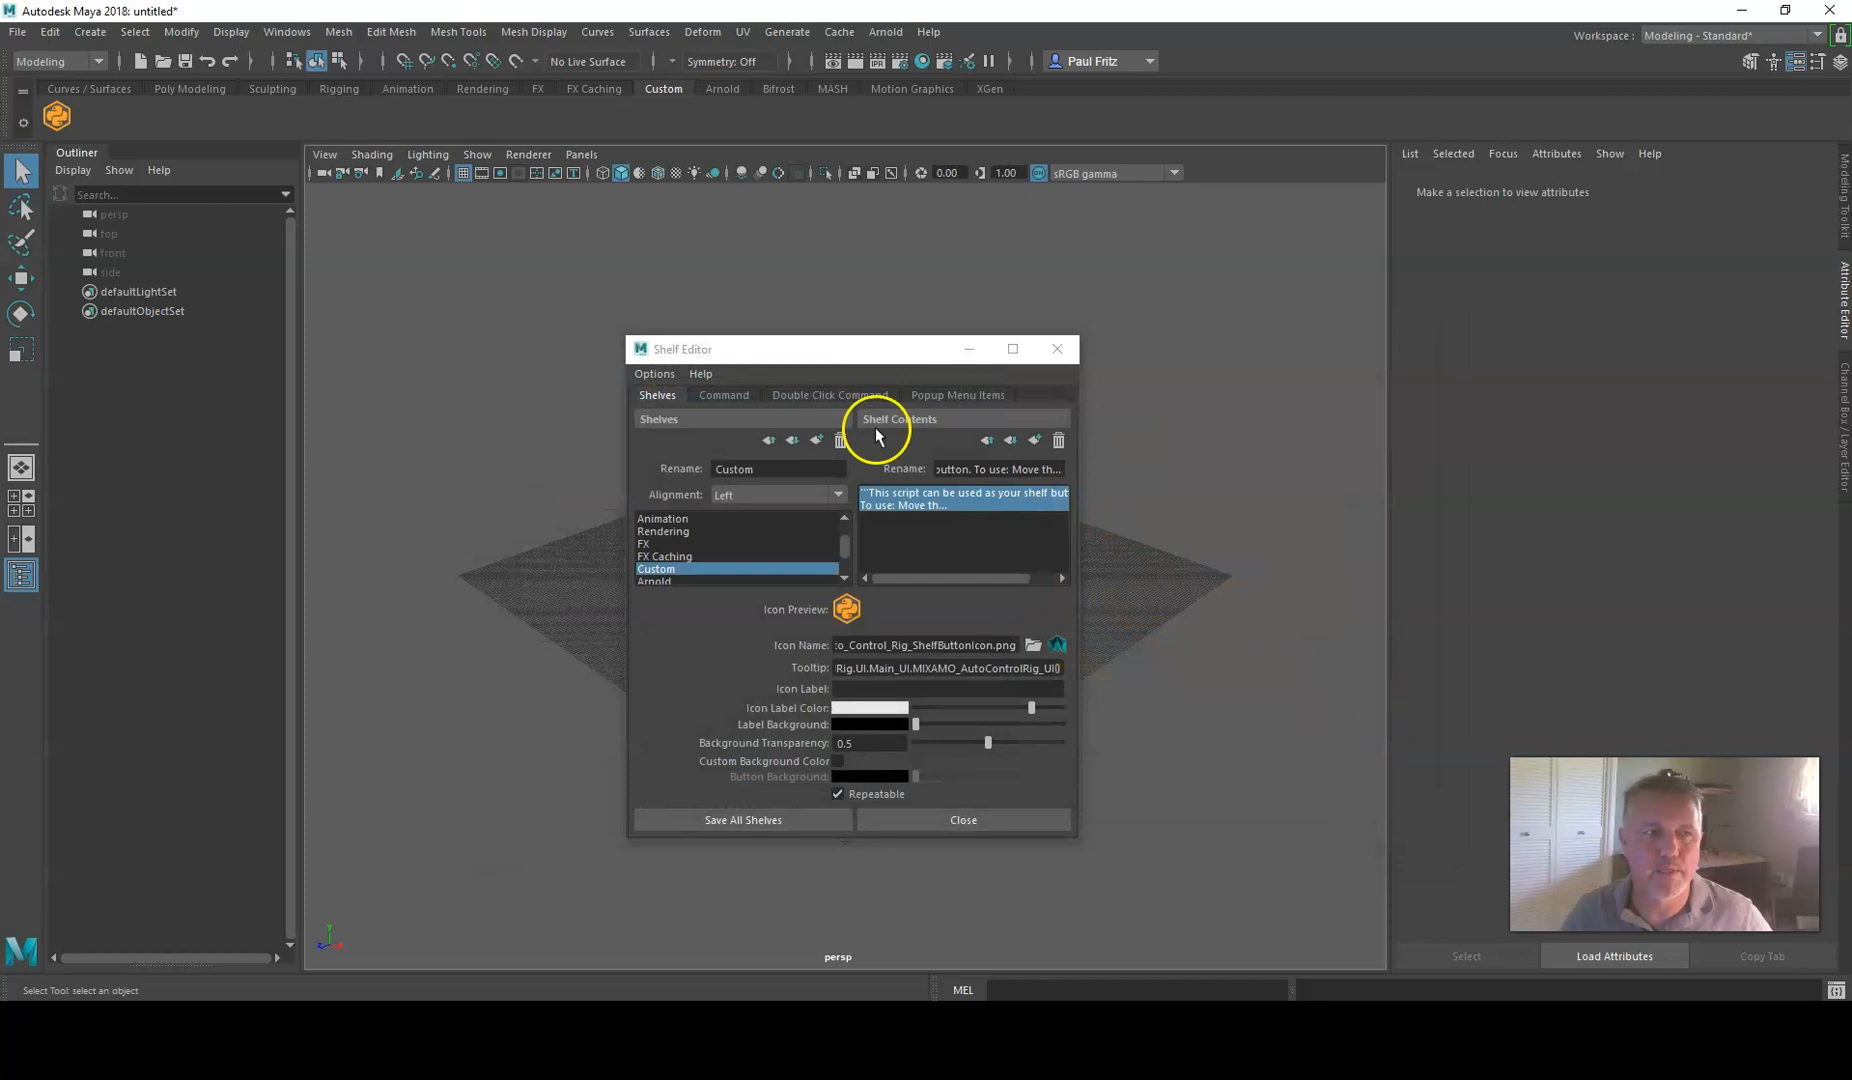 Autodesk Maya 2018: untitled*
File Edit Create Select Modify Display Windows Mesh Edit Mesh Mesh Tools Mesh Display Curves Surfaces Deform UV Generate Cache Arnold Help
Workspace : Modeling - Standard*
Modeling No Live Surface Symmetry: Off Paul Fritz
Curves / Surfaces Poly Modeling Sculpting Rigging Animation Rendering FX FX Caching Custom Arnold Bifrost MASH Motion Graphics XGen
Outliner
Display Show Help
Search...
persp
top
front
side
defaultLightSet
defaultObjectSet
View Shading Lighting Show Renderer Panels
0.00 1.00 sRGB gamma
List Selected Focus Attributes Show Help
Make a selection to view attributes
Modeling Toolkit
Attribute Editor
Channel Box / Layer Editor
Shelf Editor
Options Help
Shelves Command Double Click Command Popup Menu Items
Shelves Shelf Contents
Rename: Custom Rename: button. To use: Move th...
Alignment: Left
'''This script can be used as your shelf but
To use: Move th...
Animation
Rendering
FX
FX Caching
Custom
Arnold
Icon Preview:
Icon Name: :o_Control_Rig_ShelfButtonIcon.png
Tooltip: Rig.UI.Main_UI.MIXAMO_AutoControlRig_UI()
Icon Label:
Icon Label Color:
Label Background:
Background Transparency: 0.5
Custom Background Color
Button Background:
Repeatable
Save All Shelves Close
persp
Select Load Attributes Copy Tab
Select Tool: select an object MEL